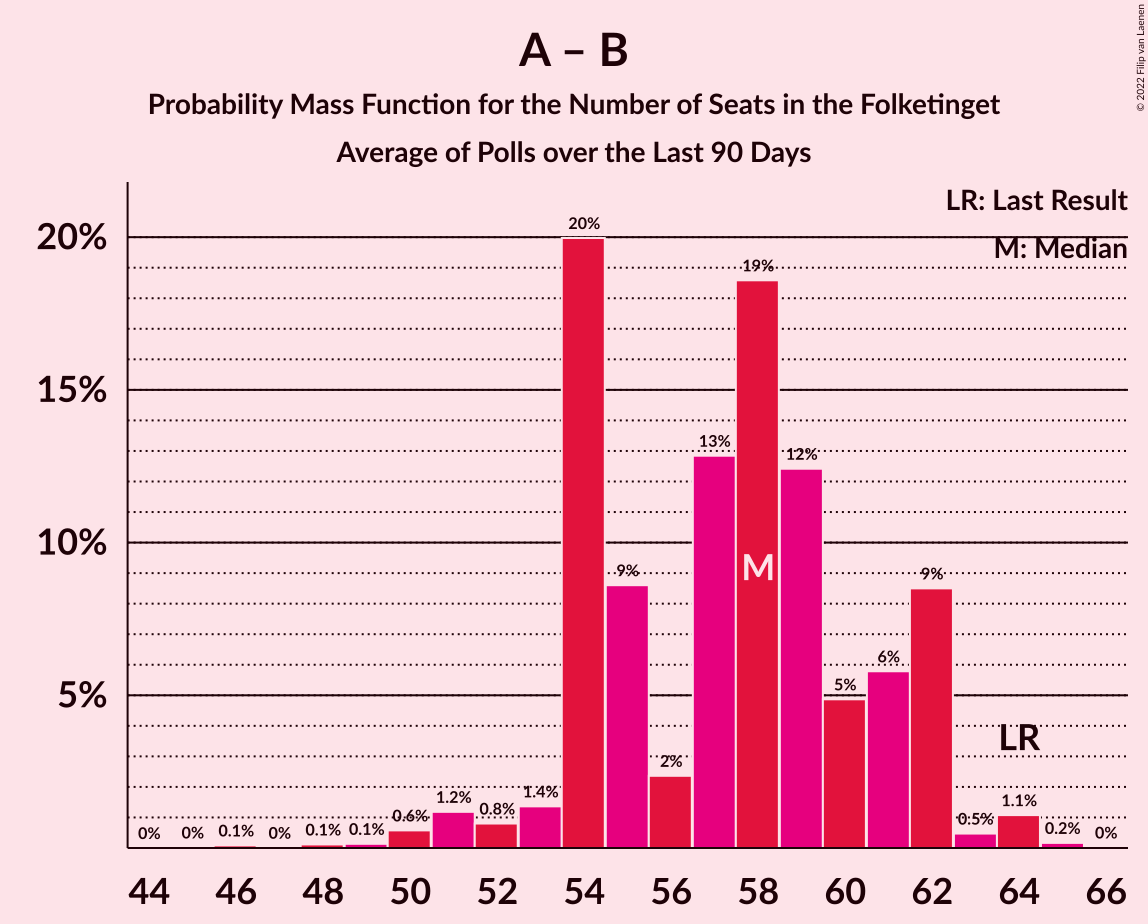 A – B
Probability Mass Function for the Number of Seats in the Folketinget
Average of Polls over the Last 90 Days
© 2022 Filip van Laenen
LR: Last Result
M: Median
20%
15%
10%
5%
0% 0% 0.1% 0% 0.1% 0.1% 0.6% 1.2% 0.8% 1.4% 20% 9% 2% 13% 19% 12% 5% 6% 9% 0.5% 1.1% 0.2% 0%
M
LR
44 46 48 50 52 54 56 58 60 62 64 66